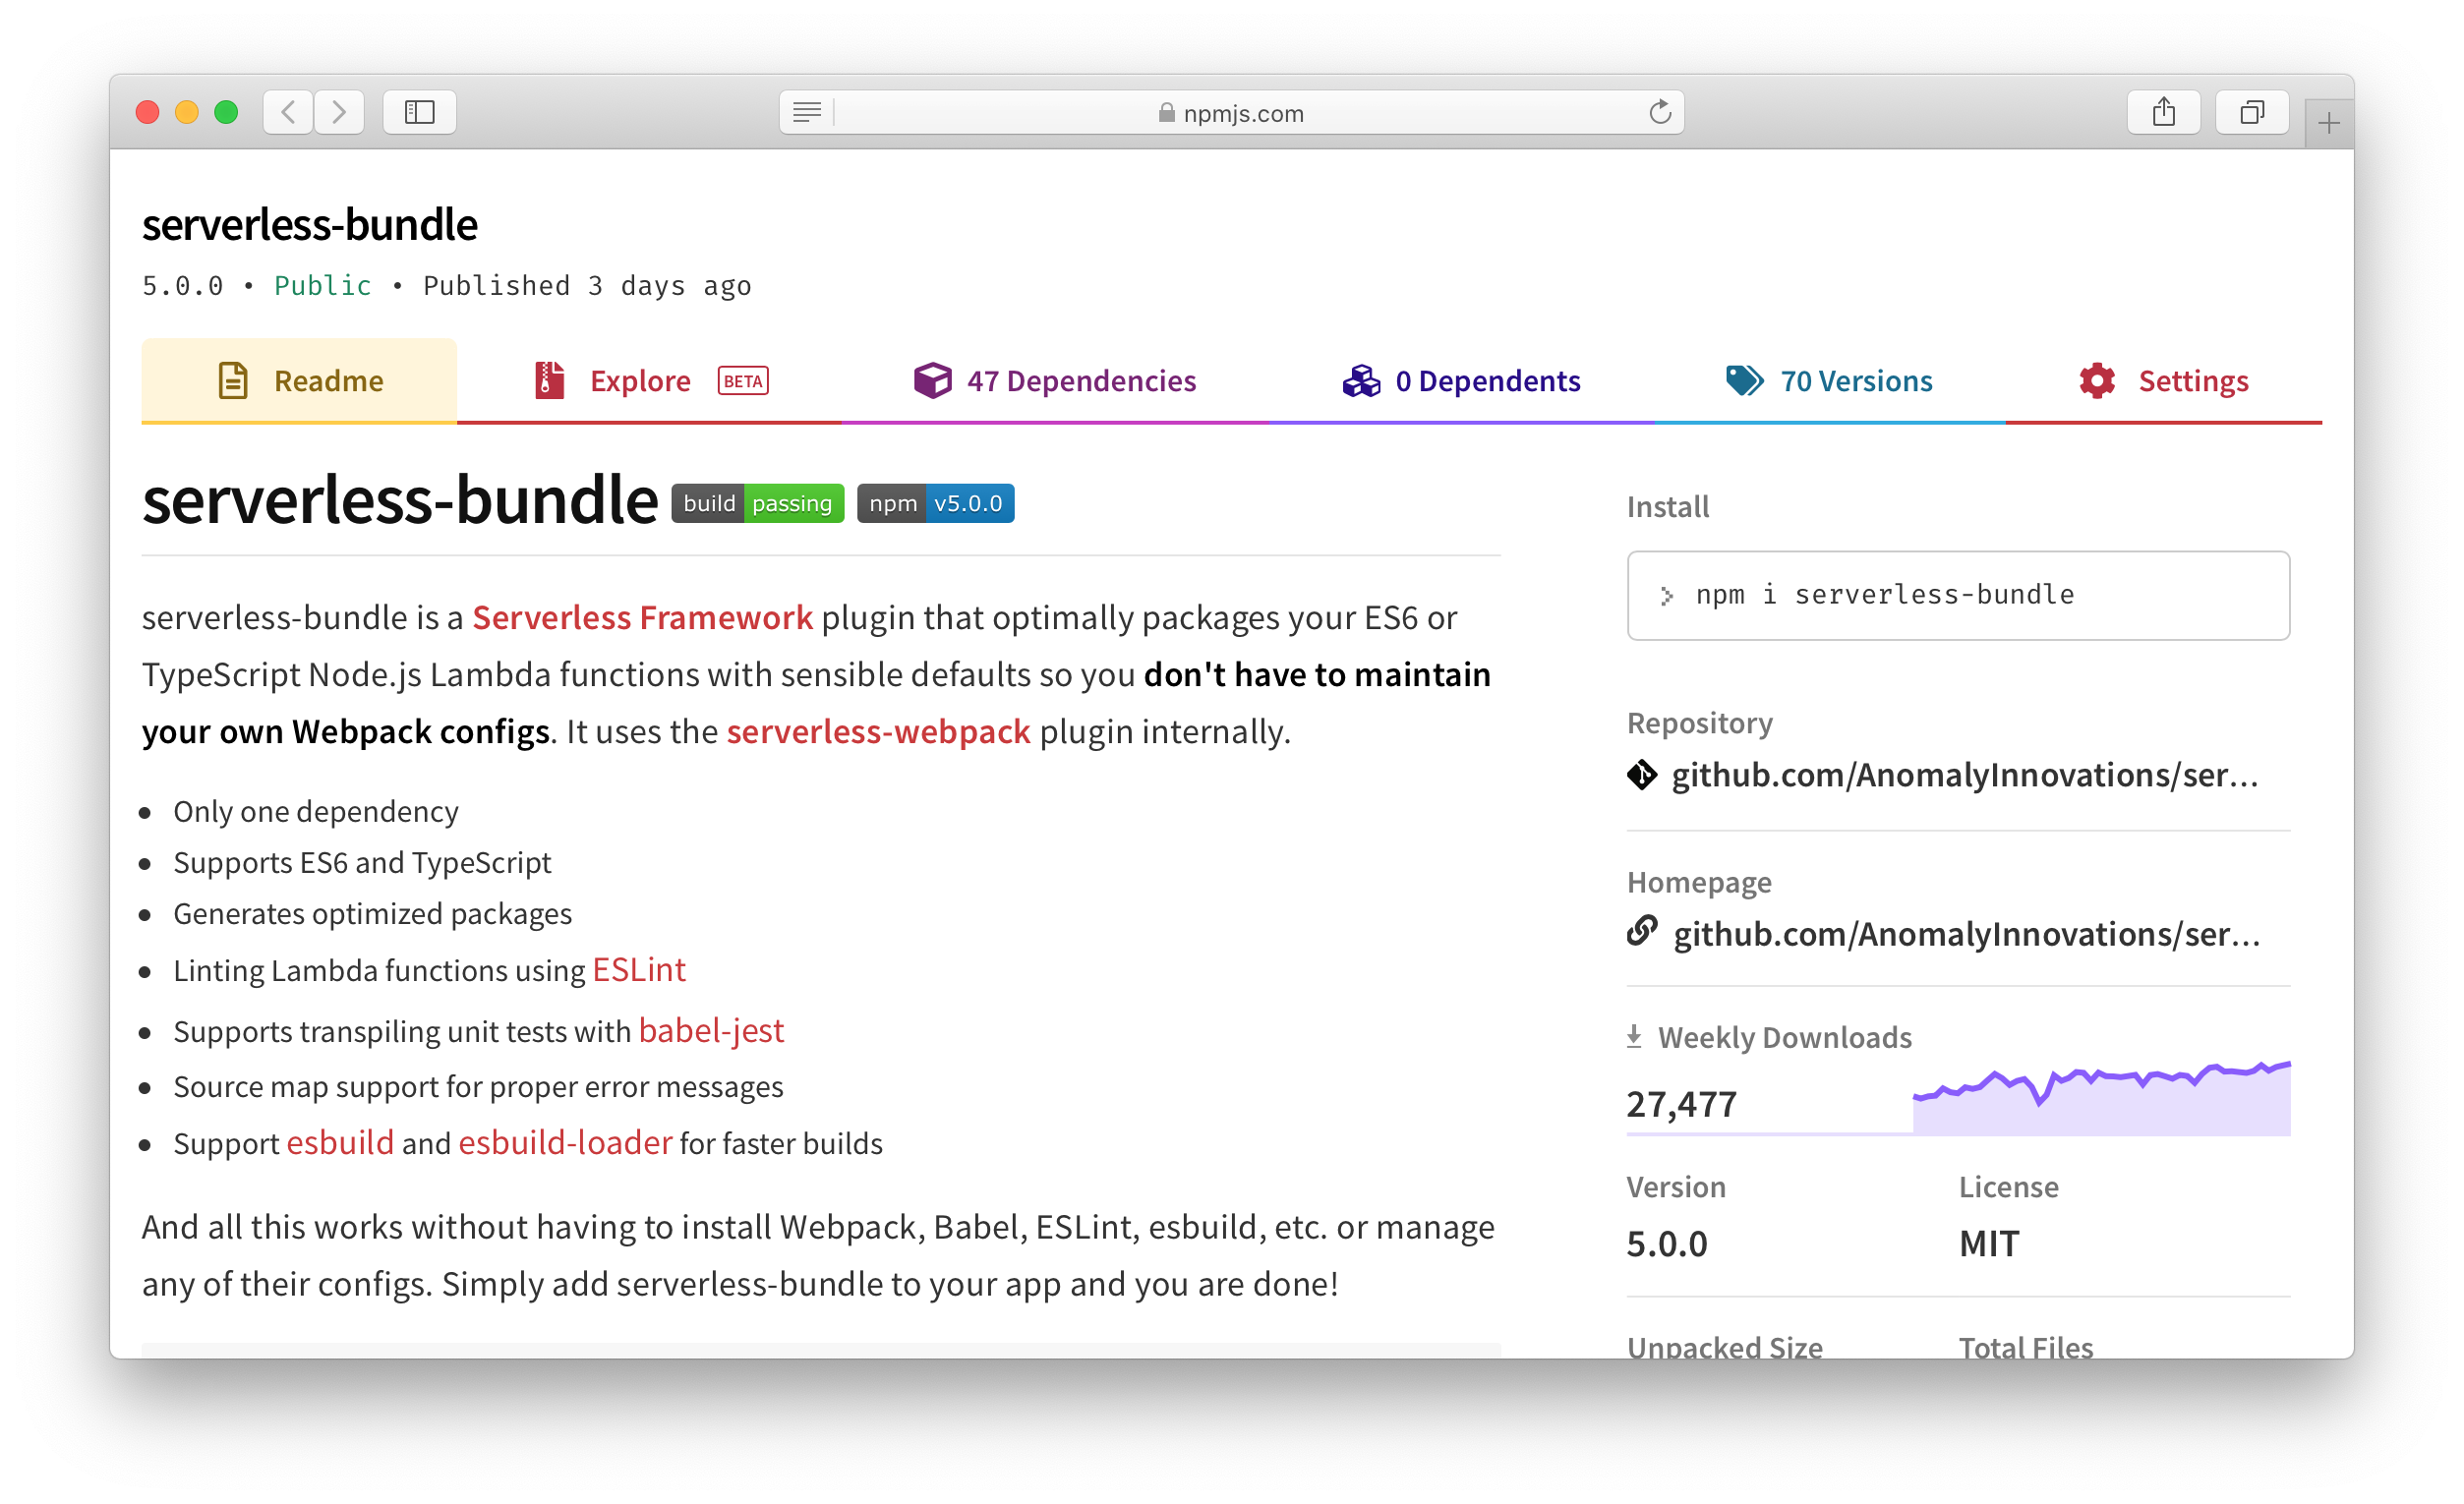 npmjs.com
serverless-bundle
5.0.0 • Public • Published 3 days ago
Readme
Explore BETA
47 Dependencies
0 Dependents
70 Versions
Settings
serverless-bundle build passing npm v5.0.0
serverless-bundle is a Serverless Framework plugin that optimally packages your ES6 or
TypeScript Node.js Lambda functions with sensible defaults so you don't have to maintain
your own Webpack configs. It uses the serverless-webpack plugin internally.
• Only one dependency
• Supports ES6 and TypeScript
• Generates optimized packages
• Linting Lambda functions using ESLint
• Supports transpiling unit tests with babel-jest
• Source map support for proper error messages
• Support esbuild and esbuild-loader for faster builds
And all this works without having to install Webpack, Babel, ESLint, esbuild, etc. or manage
any of their configs. Simply add serverless-bundle to your app and you are done!
Install
npm i serverless-bundle
Repository
github.com/AnomalyInnovations/ser...
Homepage
github.com/AnomalyInnovations/ser...
Weekly Downloads
27,477
Version
5.0.0
License
MIT
Unpacked Size
Total Files